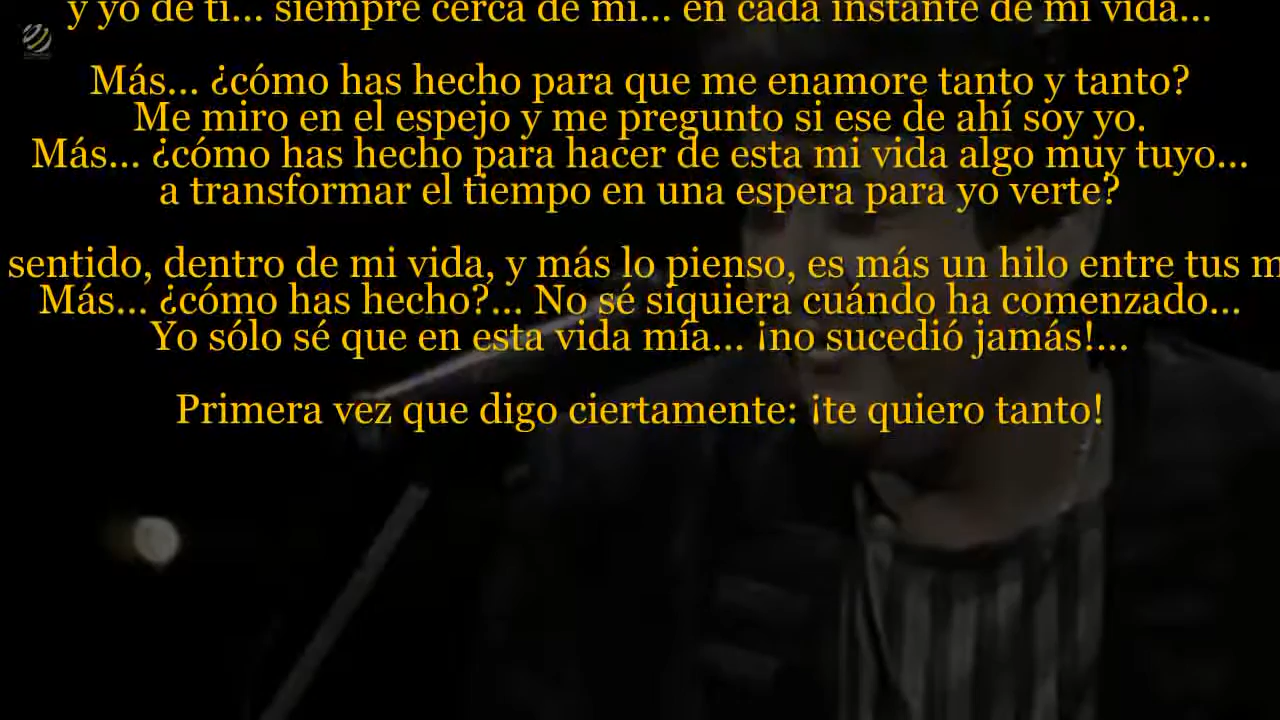 y yo de ti... siempre cerca de mi... en cada instante de mi vida...
Más... ¿cómo has hecho para que me enamore tanto y tanto?
Me miro en el espejo y me pregunto si ese de ahí soy yo.
Más... ¿cómo has hecho para hacer de esta mi vida algo muy tuyo...
a transformar el tiempo en una espera para yo verte?
sentido, dentro de mi vida, y más lo pienso, es más un hilo entre tus
Más... ¿cómo has hecho?... No sé siquiera cuándo ha comenzado...
Yo sólo sé que en esta vida mía... ¡no sucedió jamás!...
Primera vez que digo ciertamente: ¡te quiero tanto!